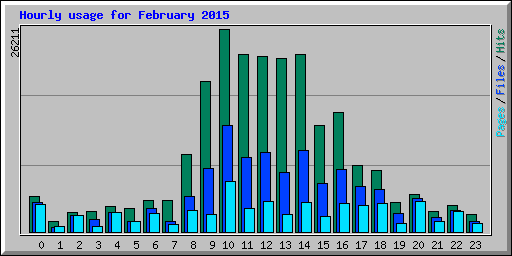 Hourly usage for February 2015
26211
Pages/Files/Hits
0 1 2 3 4 5 6 7 8 9 10 11 12 13 14 15 16 17 18 19 20 21 22 23